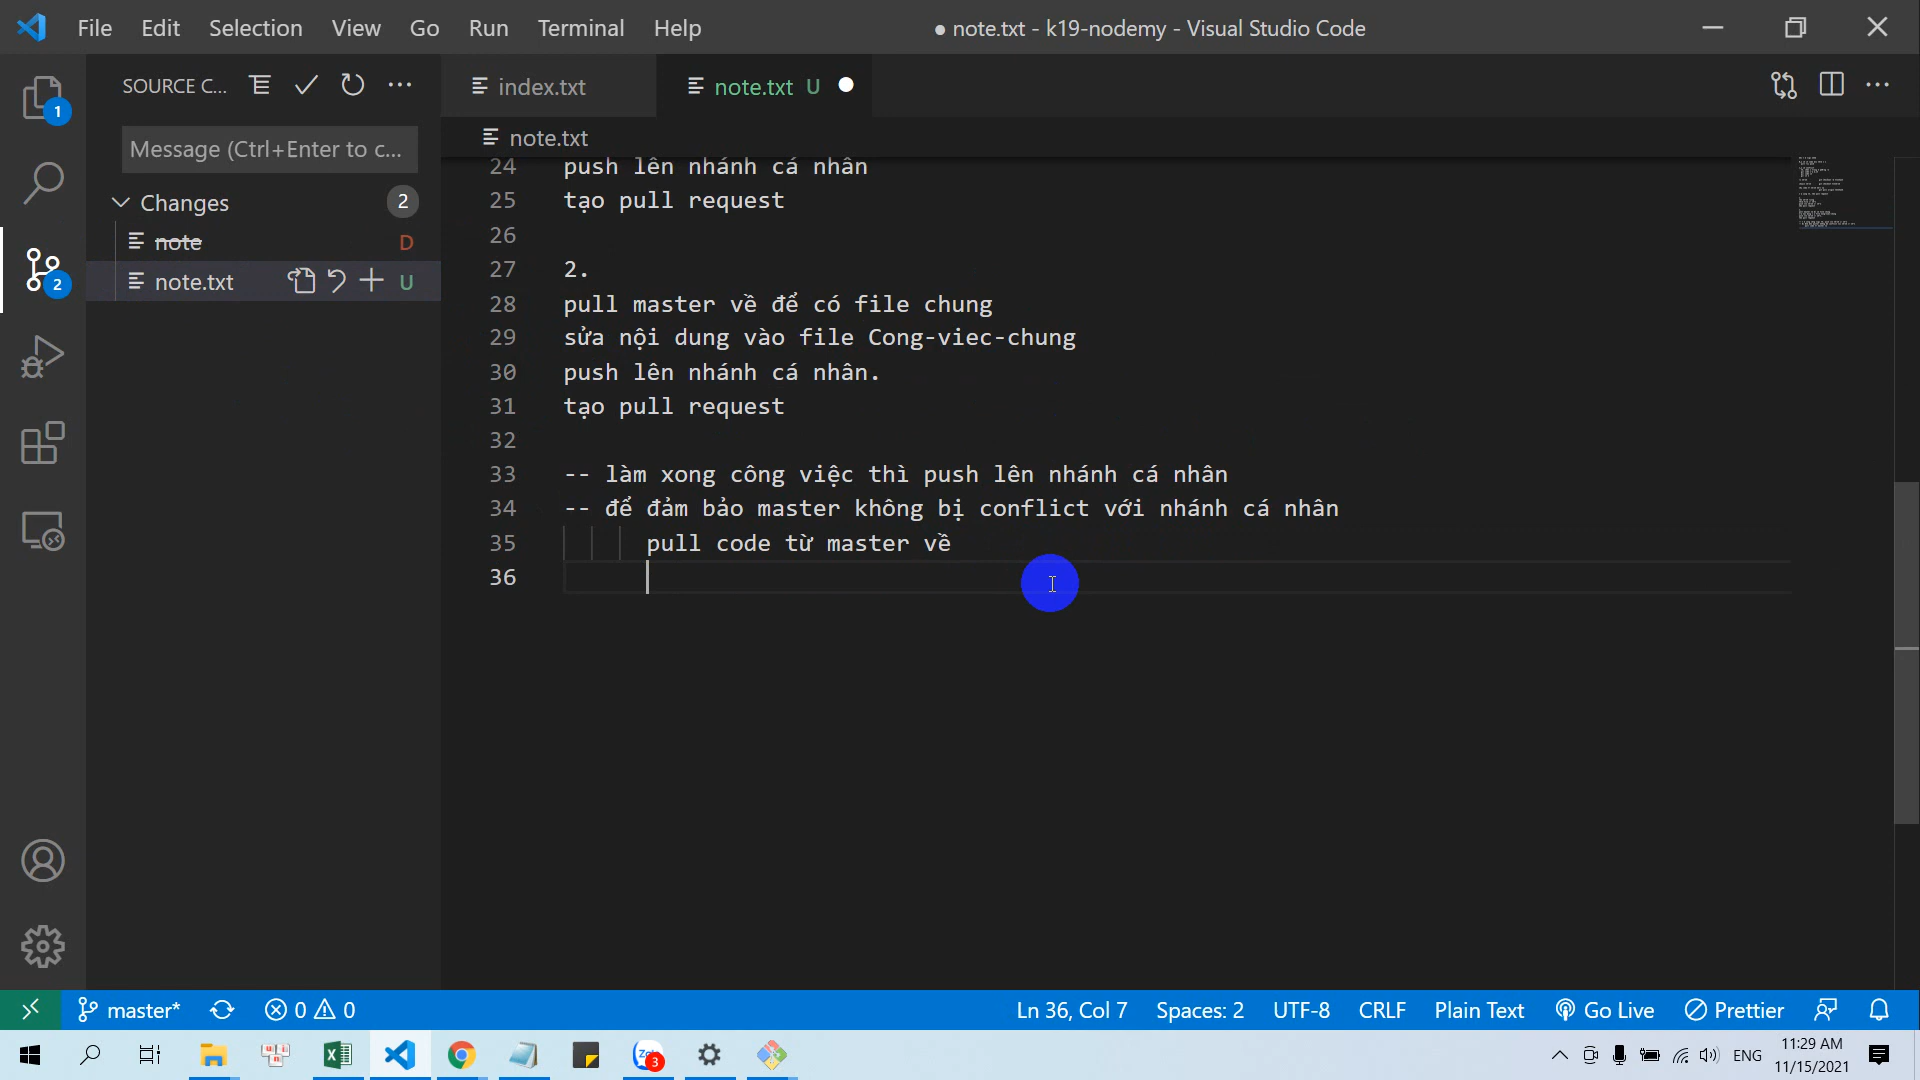 File Edit Selection View Go Run Terminal Help
● note.txt - k19-nodemy - Visual Studio Code
SOURCE C...
index.txt
note.txt U
1
Message (Ctrl+Enter to c...
note.txt
Changes 2
note D
note.txt U
2
24 push lên nhánh cá nhân
25 tạo pull request
26
27 2.
28 pull master về để có file chung
29 sửa nội dung vào file Cong-viec-chung
30 push lên nhánh cá nhân.
31 tạo pull request
32
33 -- làm xong công việc thì push lên nhánh cá nhân
34 -- để đảm bảo master không bị conflict với nhánh cá nhân
35 pull code từ master về
36
master* 0 0 Ln 36, Col 7 Spaces: 2 UTF-8 CRLF Plain Text Go Live Prettier
3
ENG
11:29 AM
11/15/2021